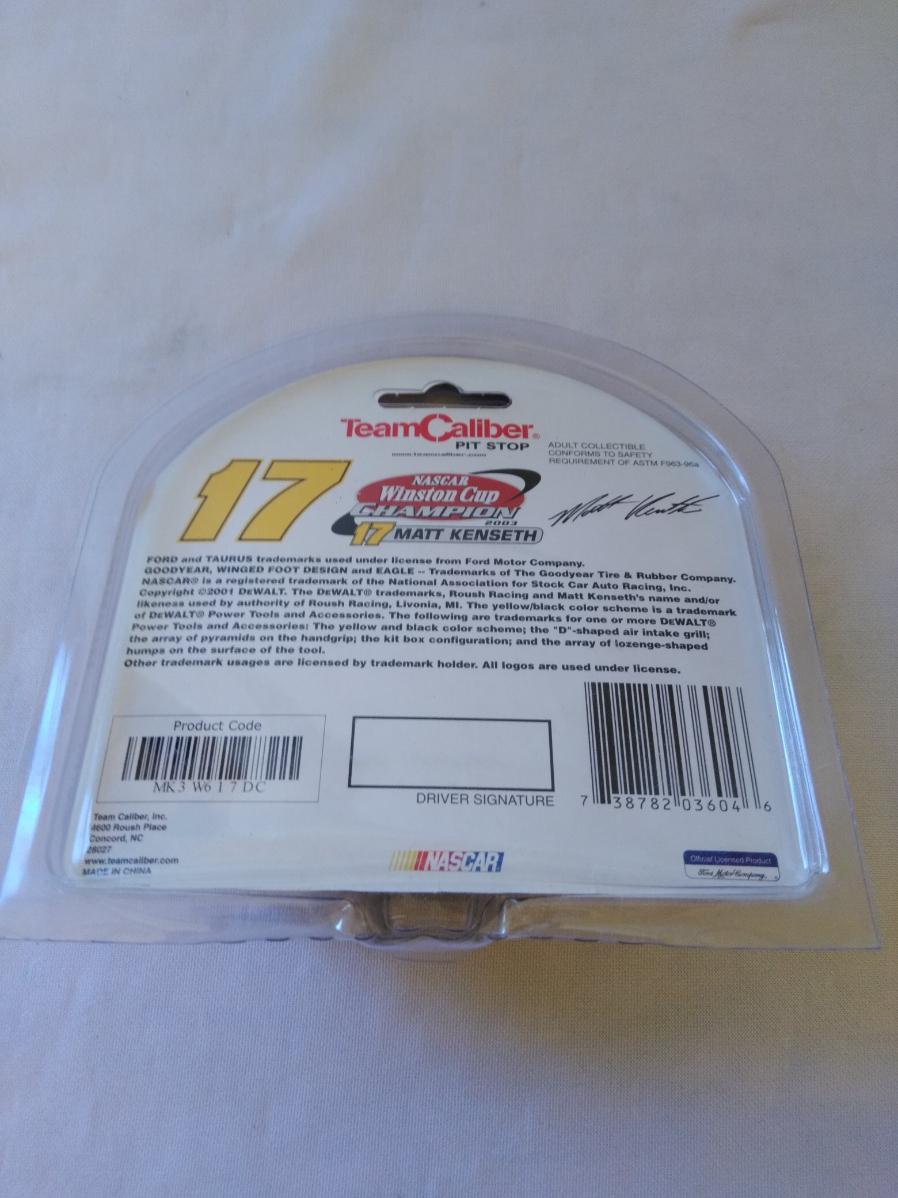 TeamCaliber®
PIT STOP
www.teamcaliber.com
ADULT COLLECTIBLE
CONFORMS TO SAFETY
REQUIREMENT OF ASTM F963-96a
17
NASCAR
Winston Cup
CHAMPION
2003
17 MATT KENSETH
Matt Kenseth
FORD and TAURUS trademarks used under license from Ford Motor Company.
GOODYEAR, WINGED FOOT DESIGN and EAGLE -- Trademarks of The Goodyear Tire & Rubber Company.
NASCAR® is a registered trademark of the National Association for Stock Car Auto Racing, Inc.
Copyright ©2001 DEWALT. The DEWALT® trademarks, Roush Racing and Matt Kenseth's name and/or
likeness used by authority of Roush Racing, Livonia, MI. The yellow/black color scheme is a trademark
of DEWALT® Power Tools and Accessories. The following are trademarks for one or more DEWALT®
Power Tools and Accessories: The yellow and black color scheme; the "D"-shaped air intake grill;
the array of pyramids on the handgrip; the kit box configuration; and the array of lozenge-shaped
humps on the surface of the tool.
Other trademark usages are licensed by trademark holder. All logos are used under license.
Product Code
MK3 W6 1 7 DC
DRIVER SIGNATURE
7 38782 03604 6
Team Caliber, Inc.
4600 Roush Place
Concord, NC
28027
www.teamcaliber.com
MADE IN CHINA
NASCAR
Official Licensed Product
Ford Motor Company